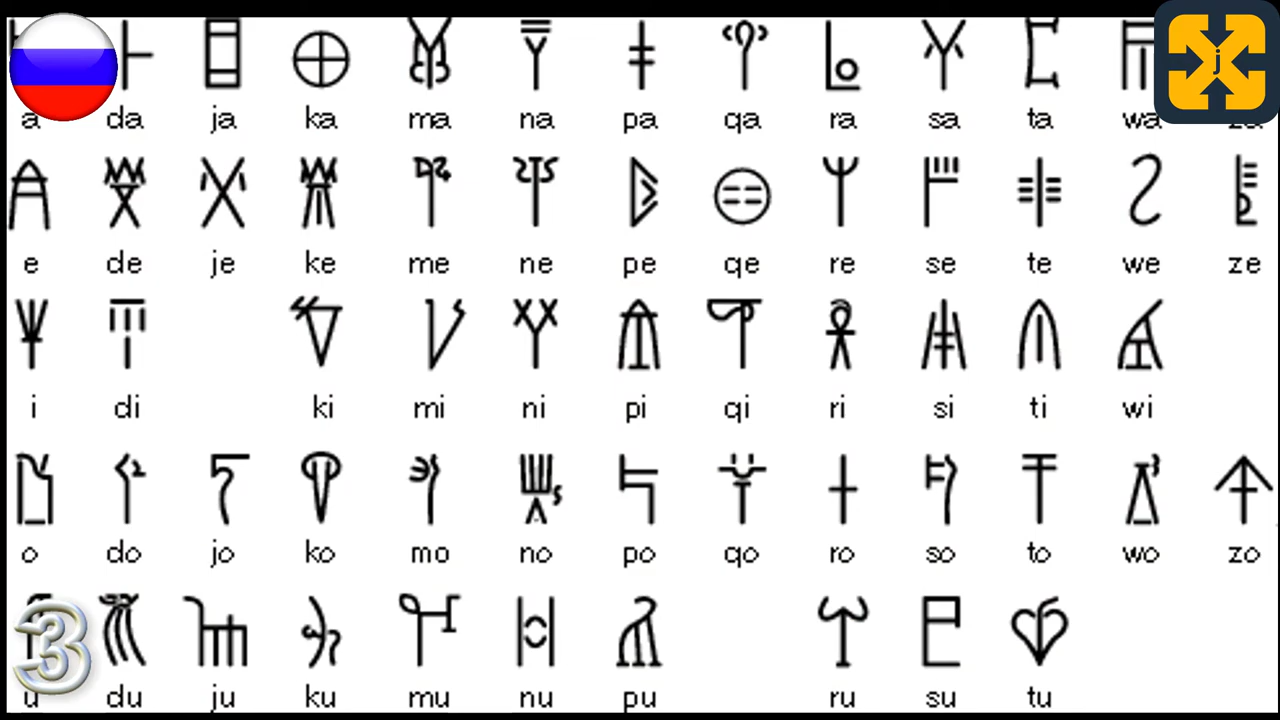 j
𐀅 𐀊 𐀏 𐀔 𐀙 𐀞 𐀣 𐀨 𐀭 𐀲 𐀷
a da ja ka ma na pa qa ra sa ta wa za
𐀁 𐀆 𐀋 𐀐 𐀕 𐀚 𐀟 𐀤 𐀩 𐀮 𐀳 𐀸 𐀽
e de je ke me ne pe qe re se te we ze
𐀂 𐀇 𐀑 𐀖 𐀛 𐀠 𐀥 𐀪 𐀯 𐀴 𐀹
i di ki mi ni pi qi ri si ti wi
𐀃 𐀈 𐀍 𐀒 𐀗 𐀜 𐀡 𐀦 𐀫 𐀰 𐀵 𐀺 𐀿
o do jo ko mo no po qo ro so to wo zo
3 𐀉 𐀎 𐀓 𐀘 𐀝 𐀢 𐀬 𐀱 𐀶
u du ju ku mu nu pu ru su tu